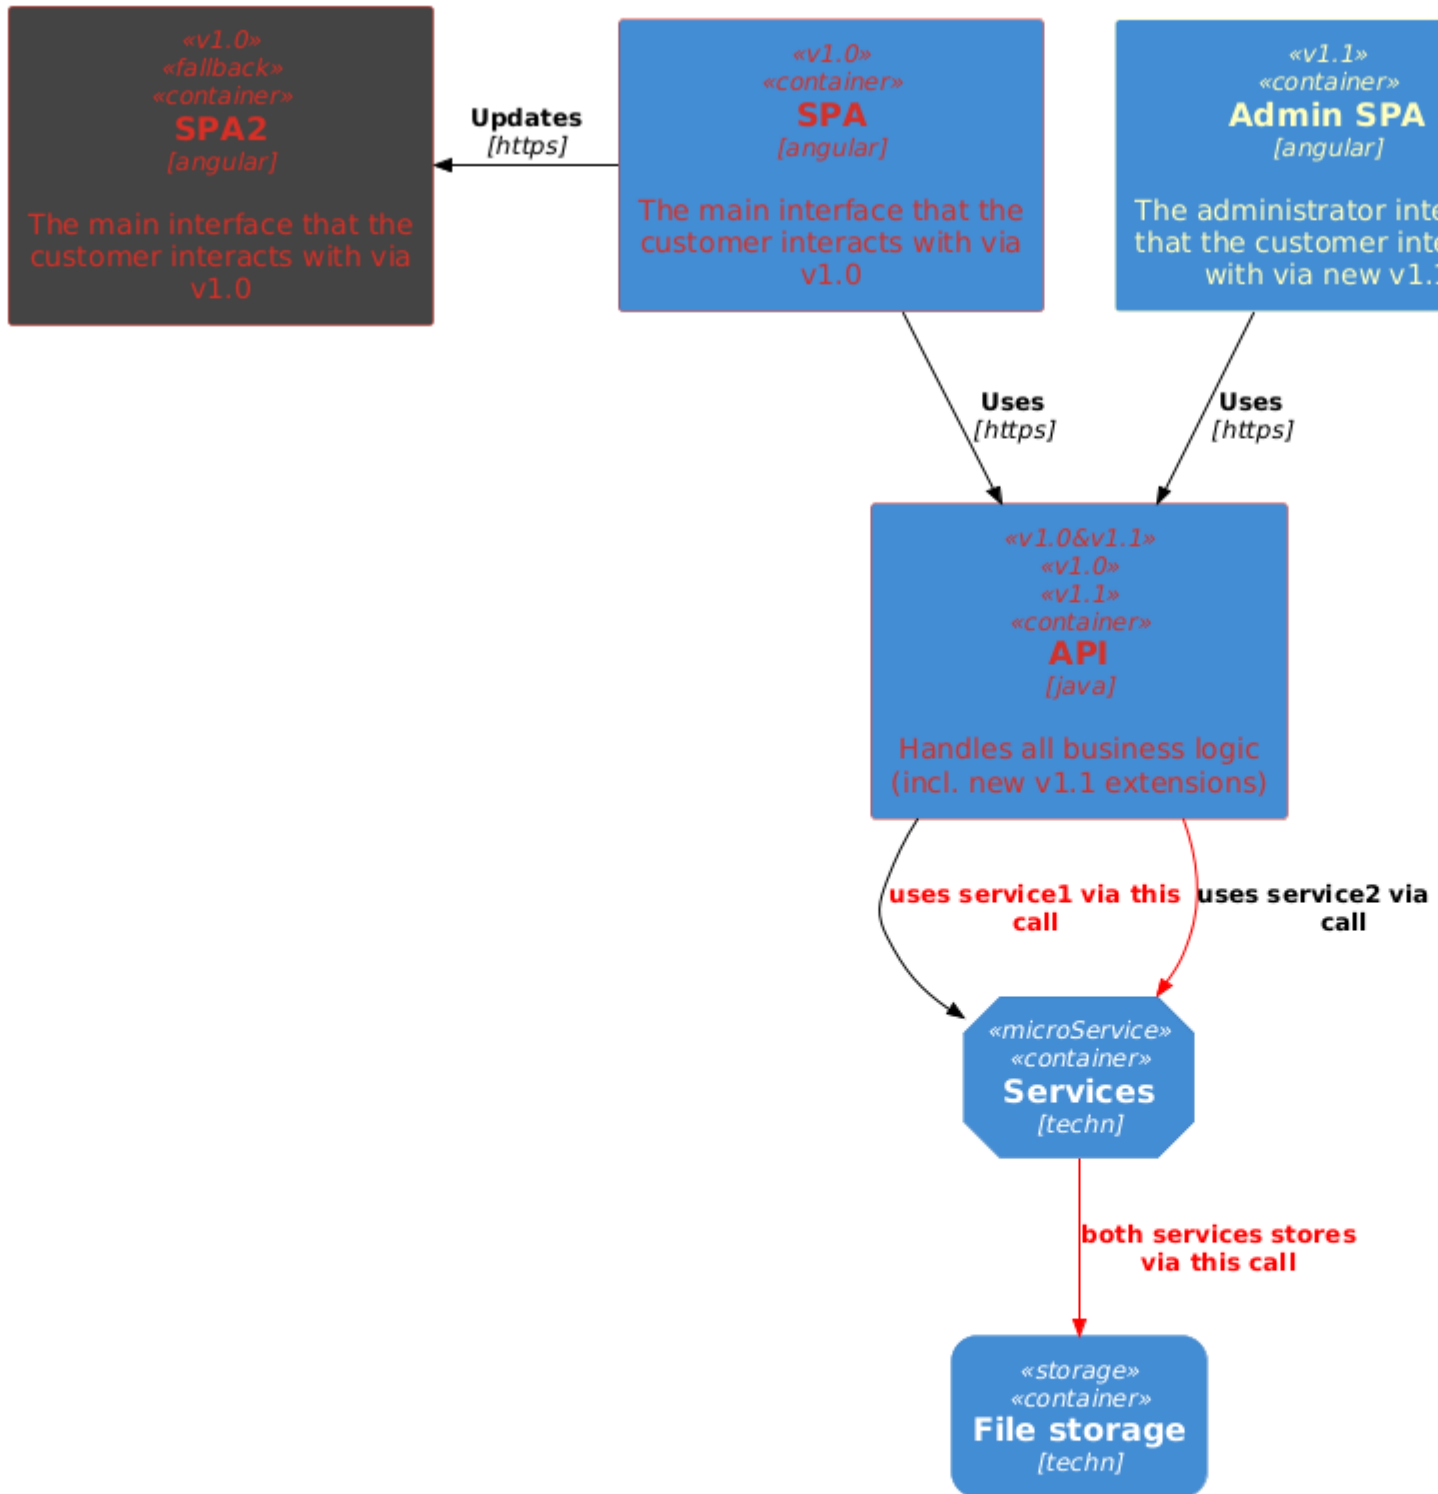 «v1.0»
«fallback»
«container»
SPA2
[angular]
The main interface that the
customer interacts with via
v1.0
Updates
[https]
«v1.0»
«container»
SPA
[angular]
The main interface that the
customer interacts with via
v1.0
«v1.1»
«container»
Admin SPA
[angular]
The administrator
that the customer
with via new
Uses
[https]
Uses
[https]
«v1.0&v1.1»
«v1.0»
«v1.1»
«container»
API
[java]
Handles all business logic
(incl. new v1.1 extensions)
uses service1 via this
call
uses service2 via
call
«microService»
«container»
Services
[techn]
both services stores
via this call
«storage»
«container»
File storage
[techn]